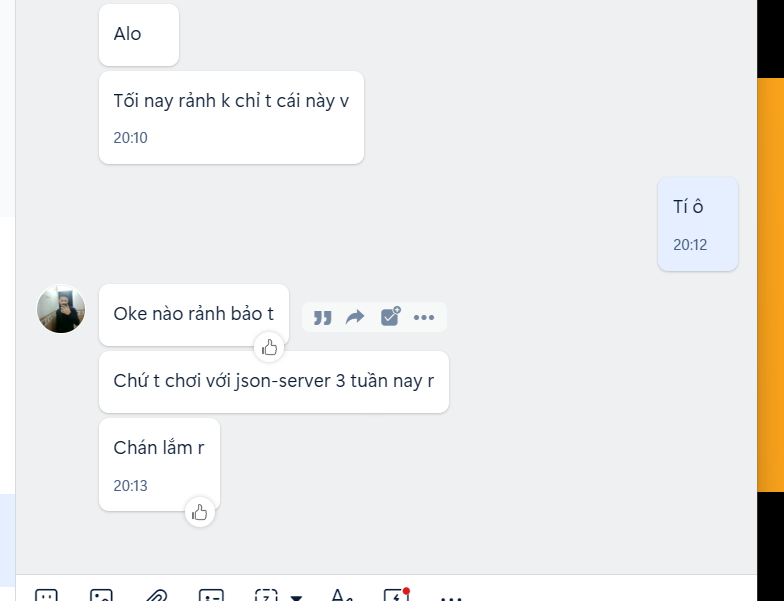 Alo
Tối nay rảnh k chỉ t cái này v
20:10
Tí ô
20:12
Oke nào rảnh bảo t
Chứ t chơi với json-server 3 tuần nay r
Chán lắm r
20:13